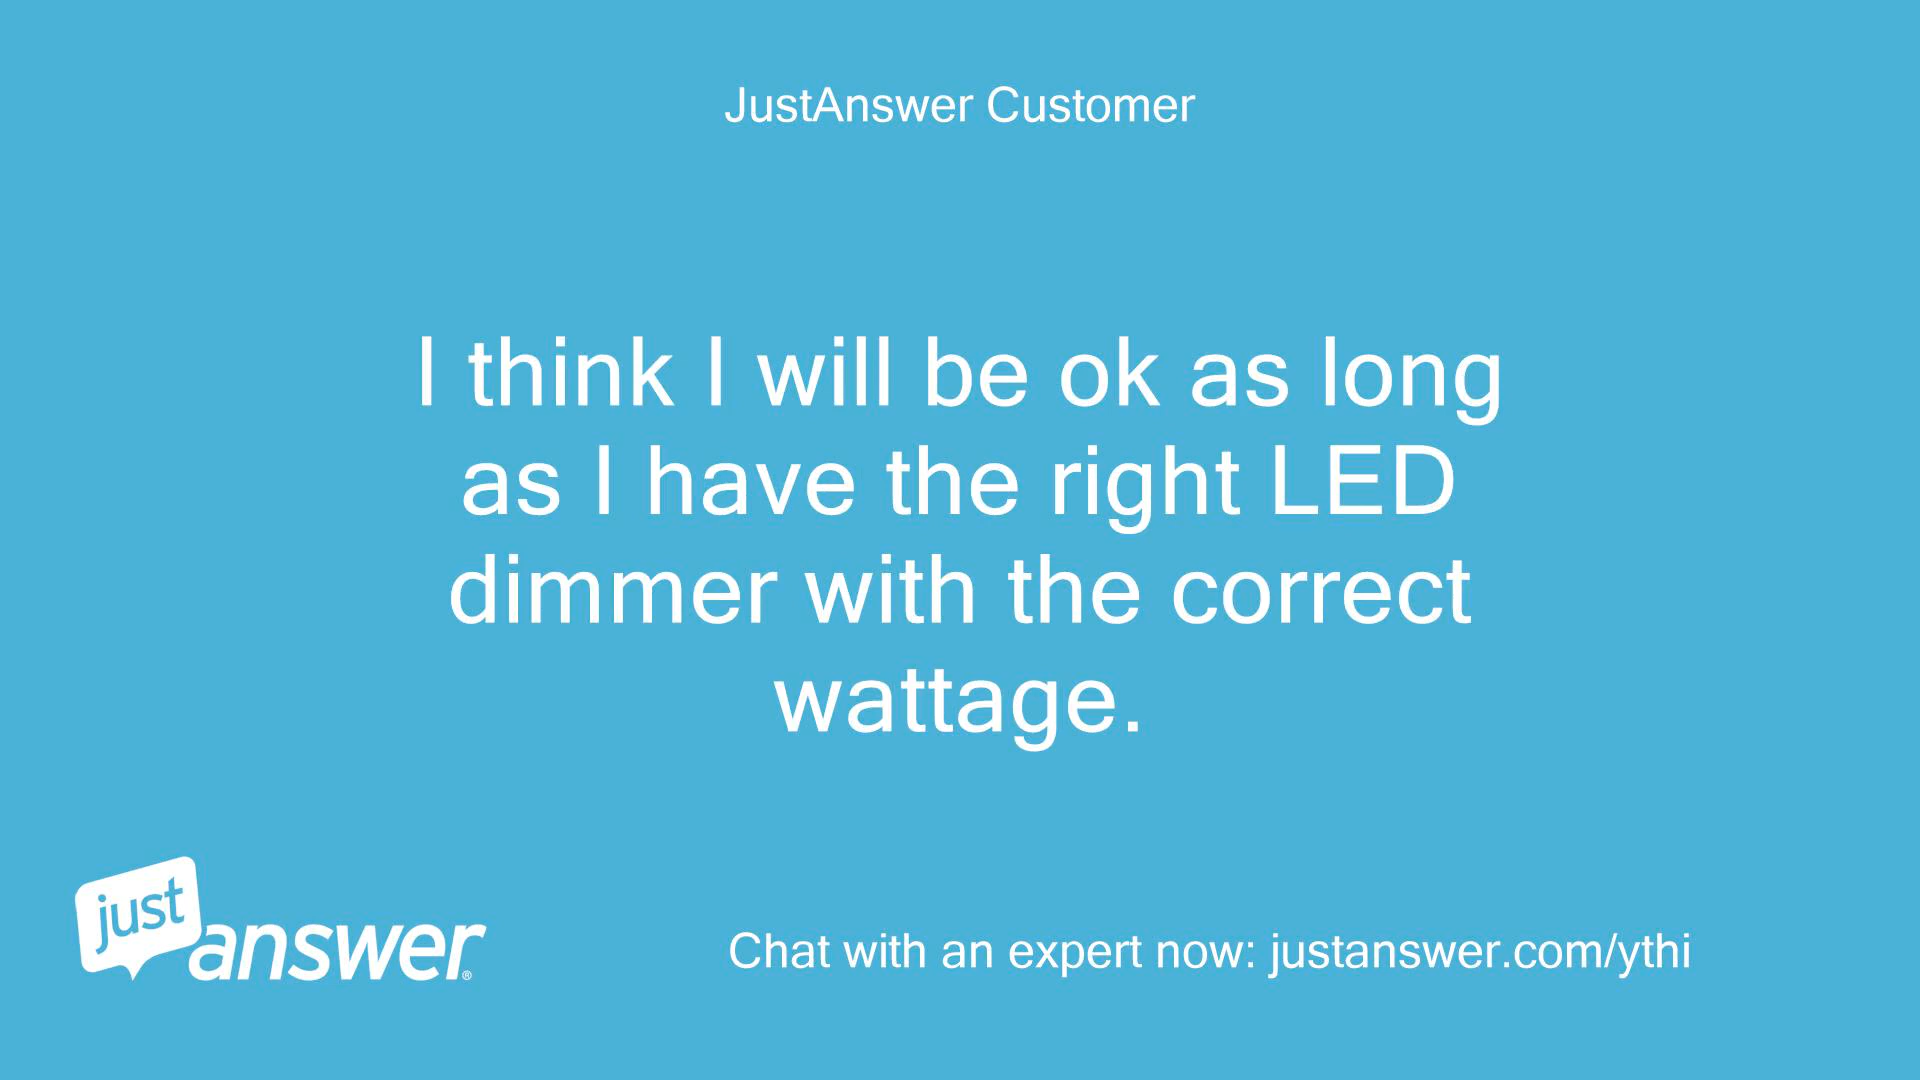 JustAnswer Customer
I think I will be ok as long
as I have the right LED
dimmer with the correct
wattage.
just
answer®
Chat with an expert now: justanswer.com/ythi